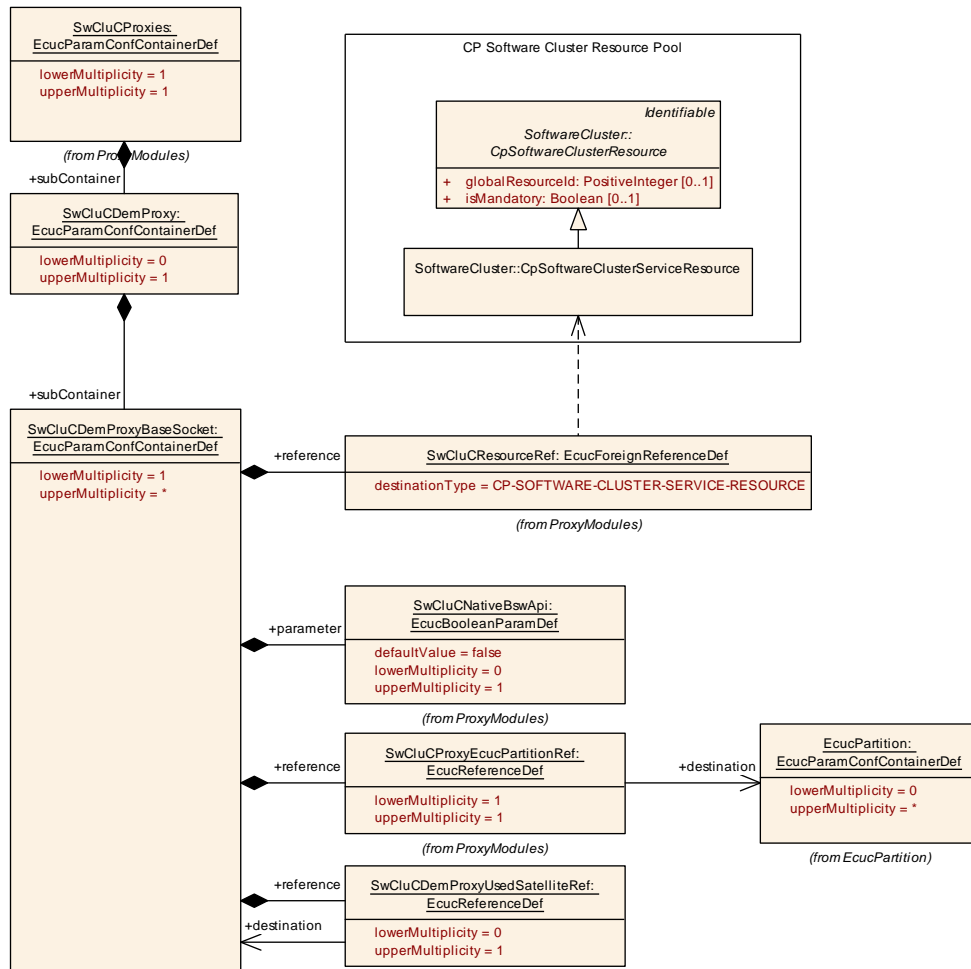 SwCluCProxies:
EcucParamConfContainerDef
lowerMultiplicity = 1
upperMultiplicity = 1
(from ProxyModules)
+subContainer
SwCluCDemProxy:
EcucParamConfContainerDef
lowerMultiplicity = 0
upperMultiplicity = 1
+subContainer
SwCluCDemProxyBaseSocket:
EcucParamConfContainerDef
lowerMultiplicity = 1
upperMultiplicity = *
CP Software Cluster Resource Pool
Identifiable
SoftwareCluster::
CpSoftwareClusterResource
+ globalResourceId: PositiveInteger [0..1]
+ isMandatory: Boolean [0..1]
SoftwareCluster::CpSoftwareClusterServiceResource
+reference
SwCluCResourceRef: EcucForeignReferenceDef
destinationType = CP-SOFTWARE-CLUSTER-SERVICE-RESOURCE
(from ProxyModules)
+parameter
SwCluCNativeBswApi:
EcucBooleanParamDef
defaultValue = false
lowerMultiplicity = 0
upperMultiplicity = 1
(from ProxyModules)
+reference
SwCluCProxyEcucPartitionRef:
EcucReferenceDef
lowerMultiplicity = 1
upperMultiplicity = 1
(from ProxyModules)
+destination
EcucPartition:
EcucParamConfContainerDef
lowerMultiplicity = 0
upperMultiplicity = *
(from EcucPartition)
+reference
SwCluCDemProxyUsedSatelliteRef:
EcucReferenceDef
lowerMultiplicity = 0
upperMultiplicity = 1
+destination